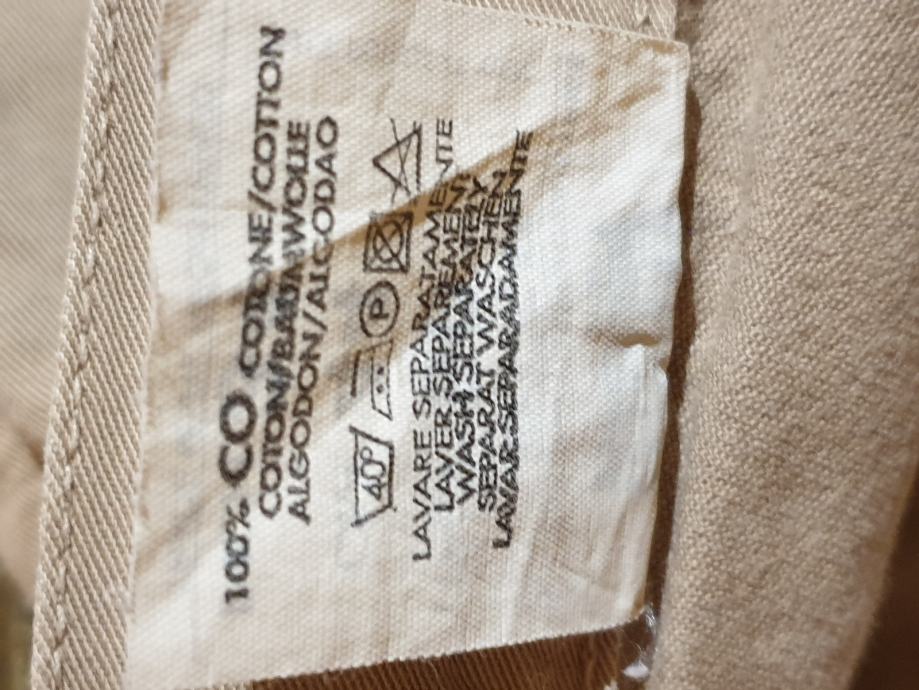 100% CO COTONE/COTTON
COTON/BAUMWOLLE
ALGODON/ALGODAO
40° P
LAVARE SEPARATAMENTE
LAVER SEPAREMENT
WASH SEPARATELY
SEPARAT WASCHEN
LAVAR SEPARADAMENTE